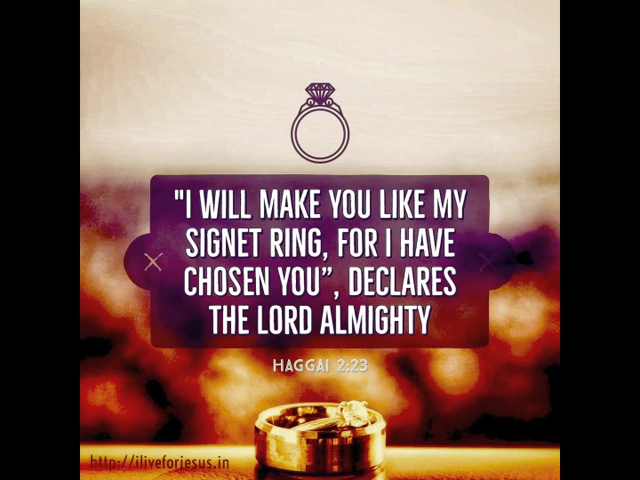 "I WILL MAKE YOU LIKE MY
SIGNET RING, FOR I HAVE
CHOSEN YOU”, DECLARES
THE LORD ALMIGHTY
HAGGAI 2:23
http://iliveforjesus.in